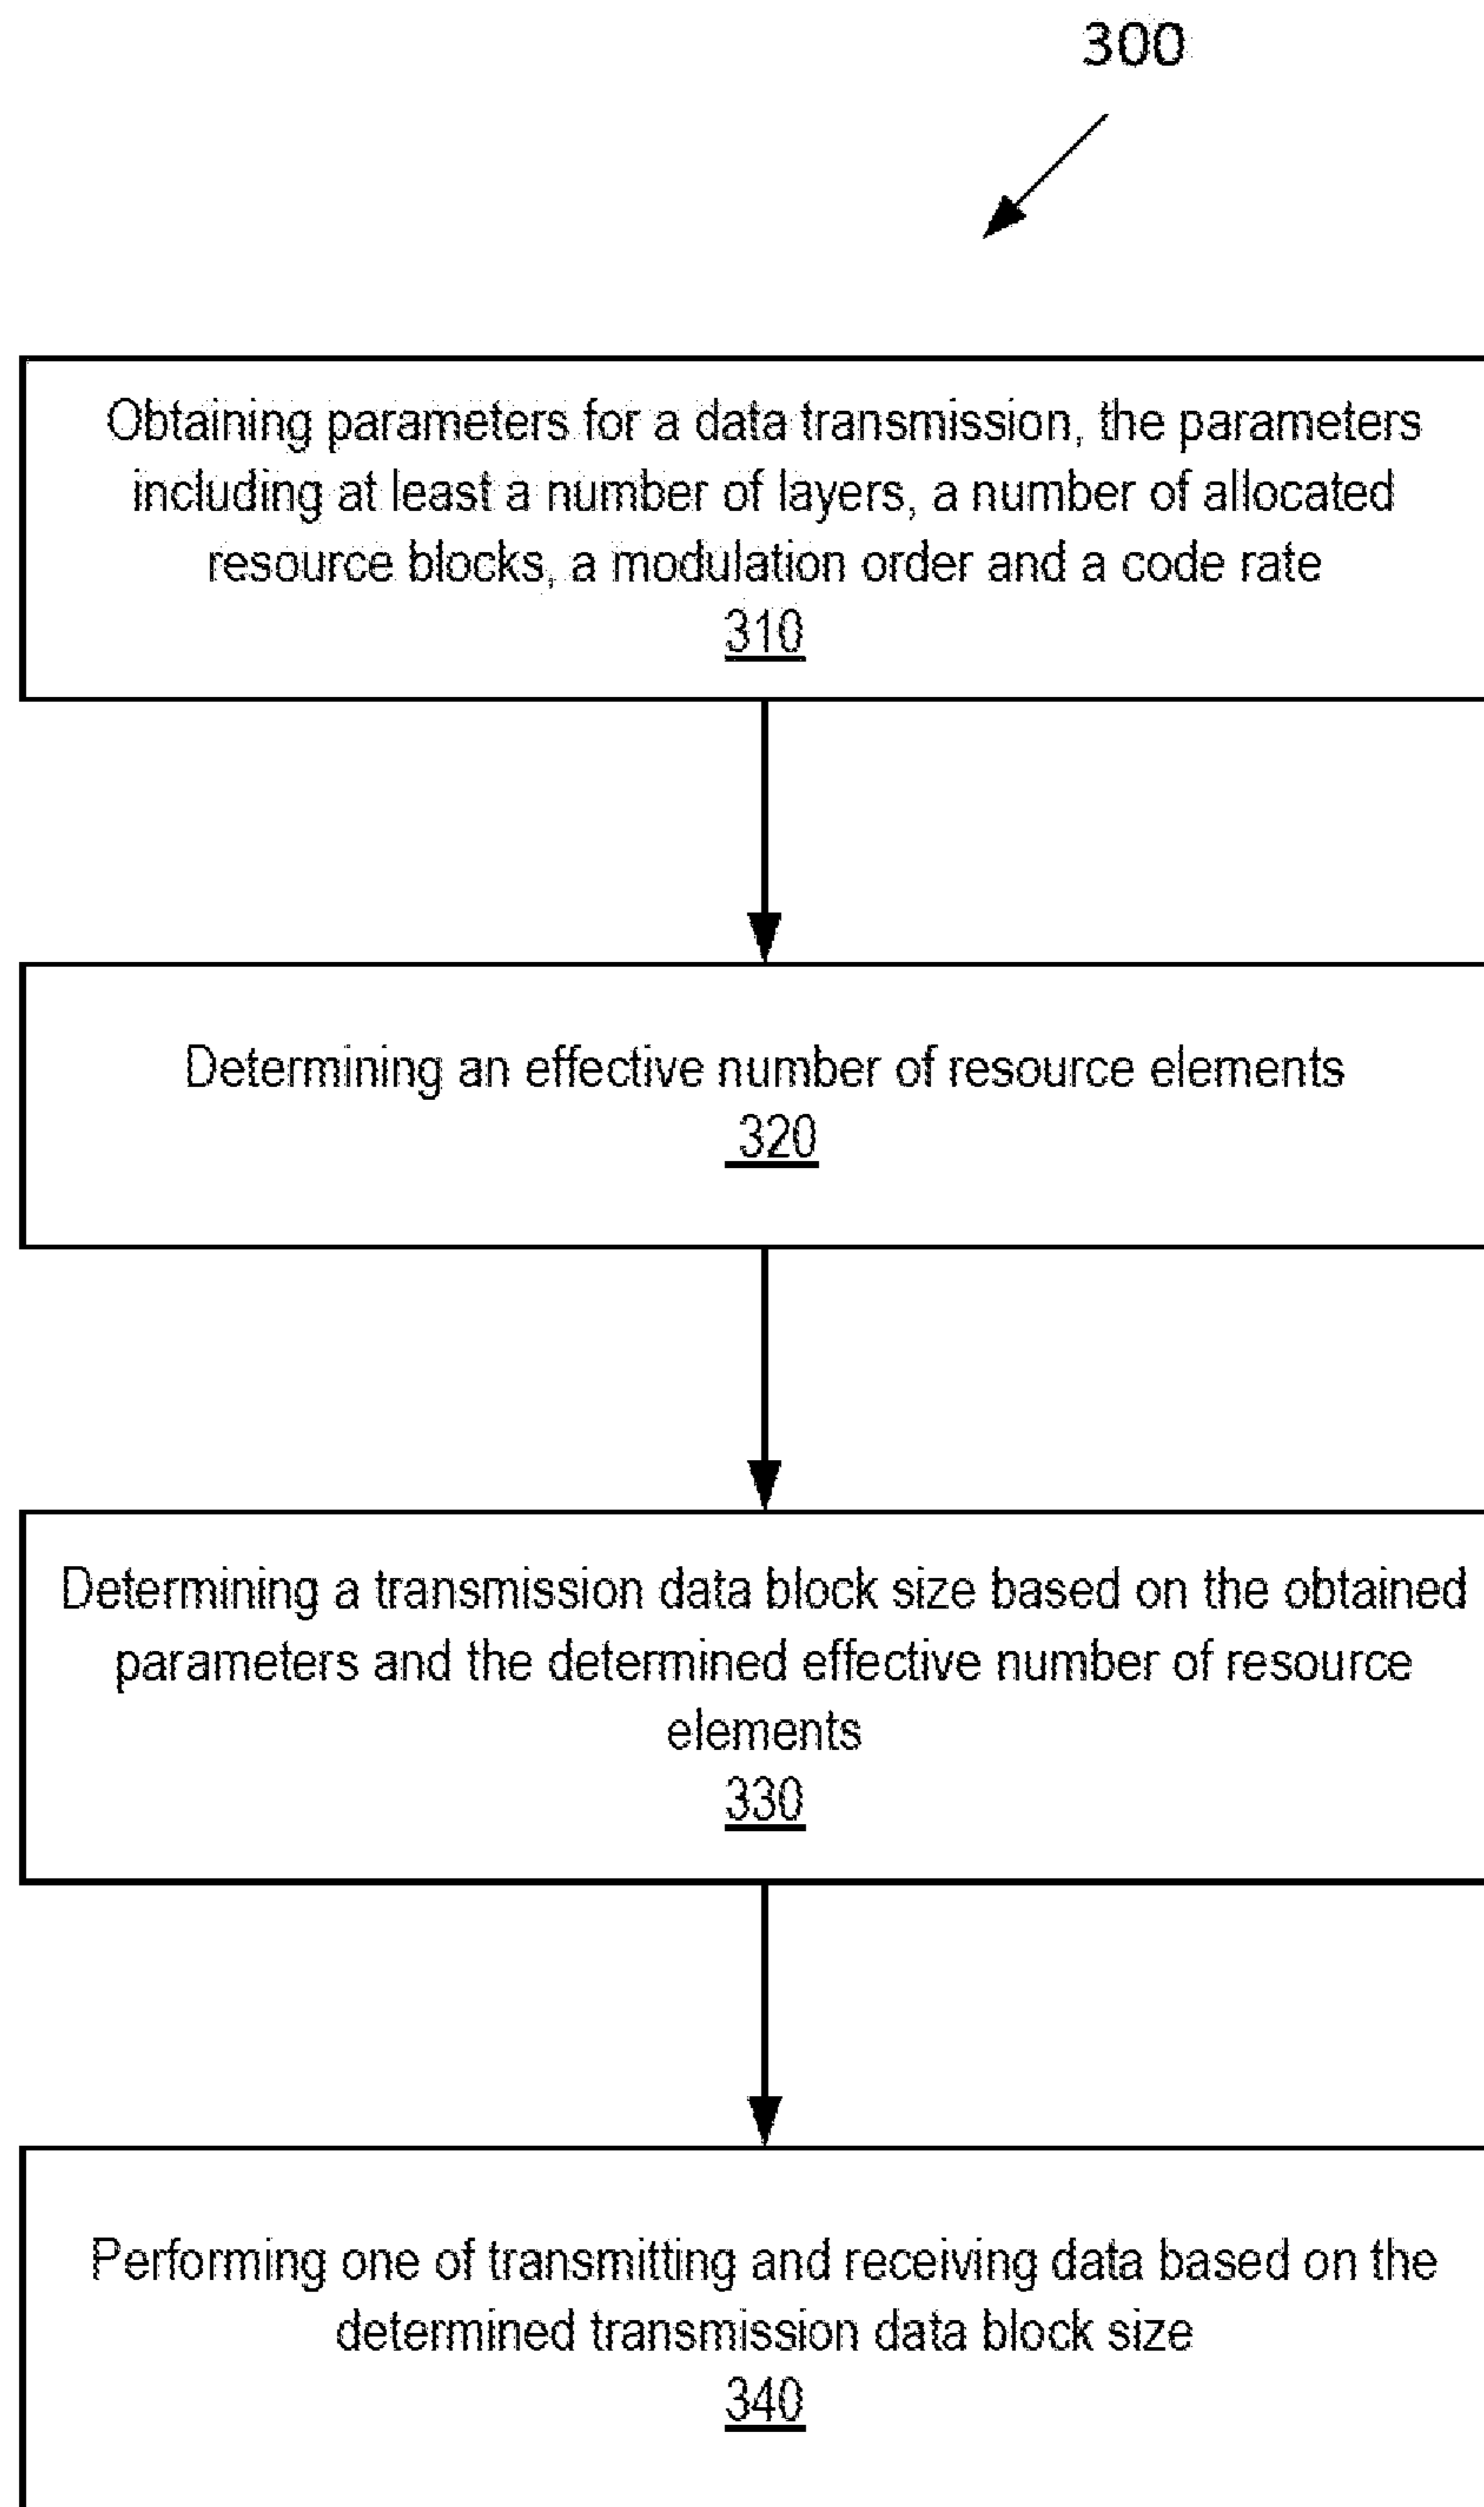 300
Obtaining parameters for a data transmission, the parameters
including at least a number of layers, a number of allocated
resource blocks, a modulation order and a code rate
310
Determining an effective number of resource elements
320
Determining a transmission data block size based on the obtained
parameters and the determined effective number of resource
elements
330
Performing one of transmitting and receiving data based on the
determined transmission data block size
340